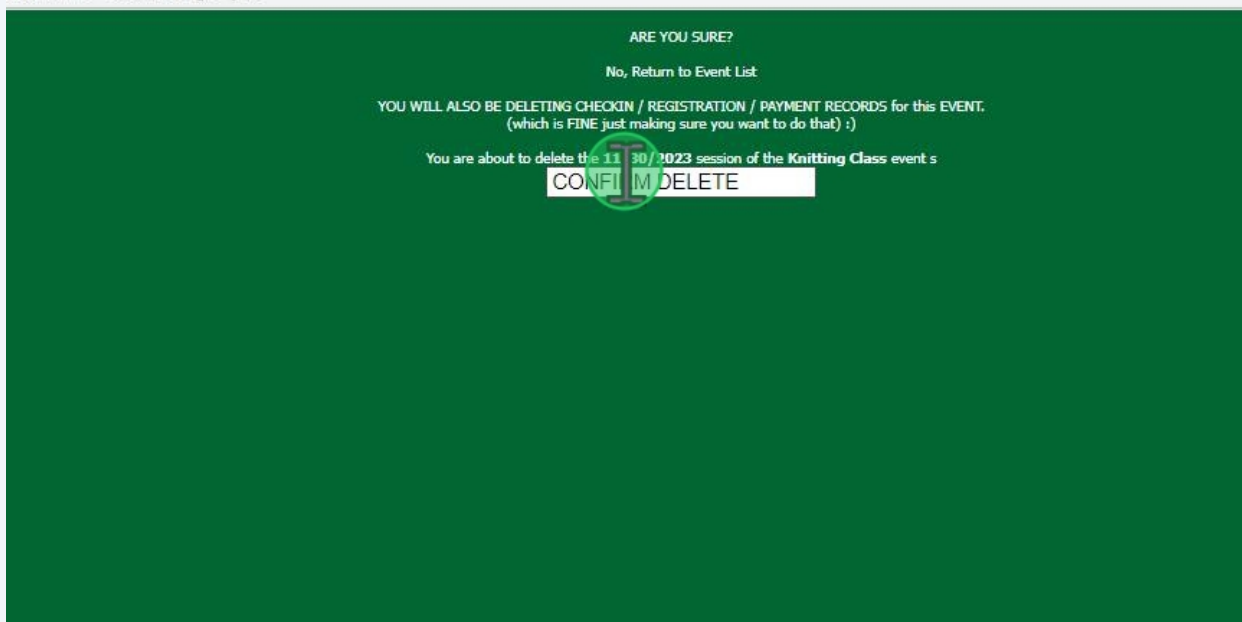 ARE YOU SURE?
No, Return to Event List
YOU WILL ALSO BE DELETING CHECKIN / REGISTRATION / PAYMENT RECORDS for this EVENT.
(which is FINE just making sure you want to do that) :)
You are about to delete the 11/30/2023 session of the Knitting Class event s
CONFIRM DELETE